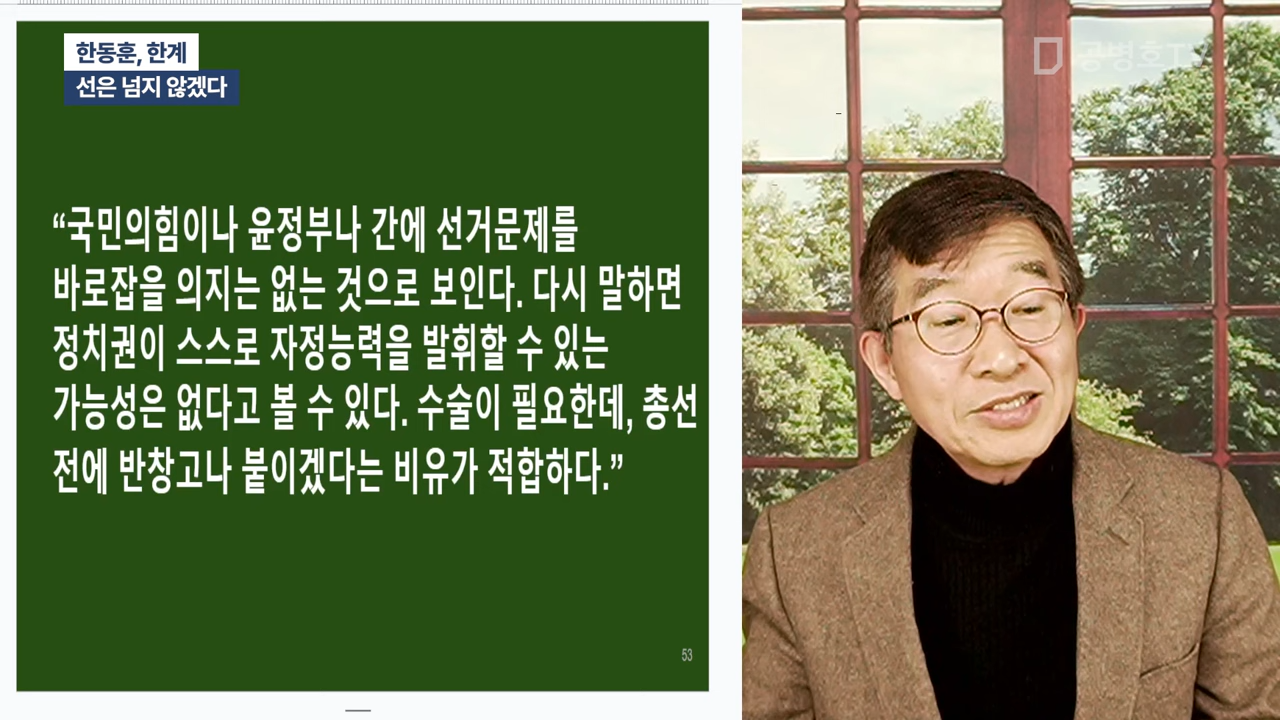 한동훈, 한계
선은 넘지 않겠다
공병호TV
“국민의힘이나 윤정부나 간에 선거문제를
바로잡을 의지는 없는 것으로 보인다. 다시 말하면
정치권이 스스로 자정능력을 발휘할 수 있는
가능성은 없다고 볼 수 있다. 수술이 필요한데, 총선
전에 반창고나 붙이겠다는 비유가 적합하다.”
53